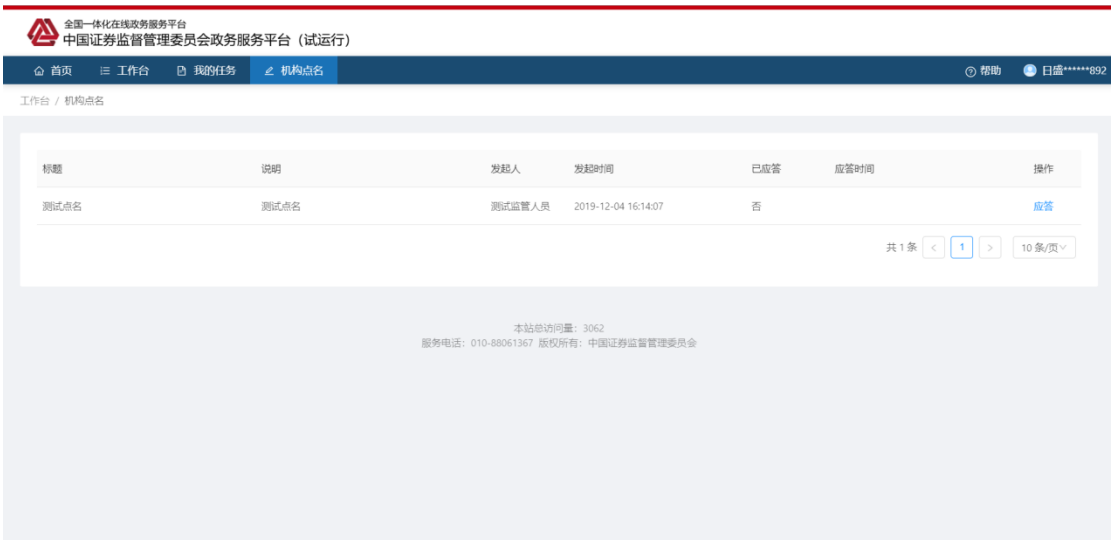 全国一体化在线政务服务平台
中国证券监督管理委员会政务服务平台（试运行）
首页 工作台 我的任务 机构点名 帮助 日盛******892
工作台 / 机构点名
标题 说明 发起人 发起时间 已应答 应答时间 操作
测试点名 测试点名 测试监管人员 2019-12-04 16:14:07 否 应答
共 1 条 < 1 > 10 条/页
本站总访问量：3062
服务电话：010-88061367 版权所有：中国证券监督管理委员会